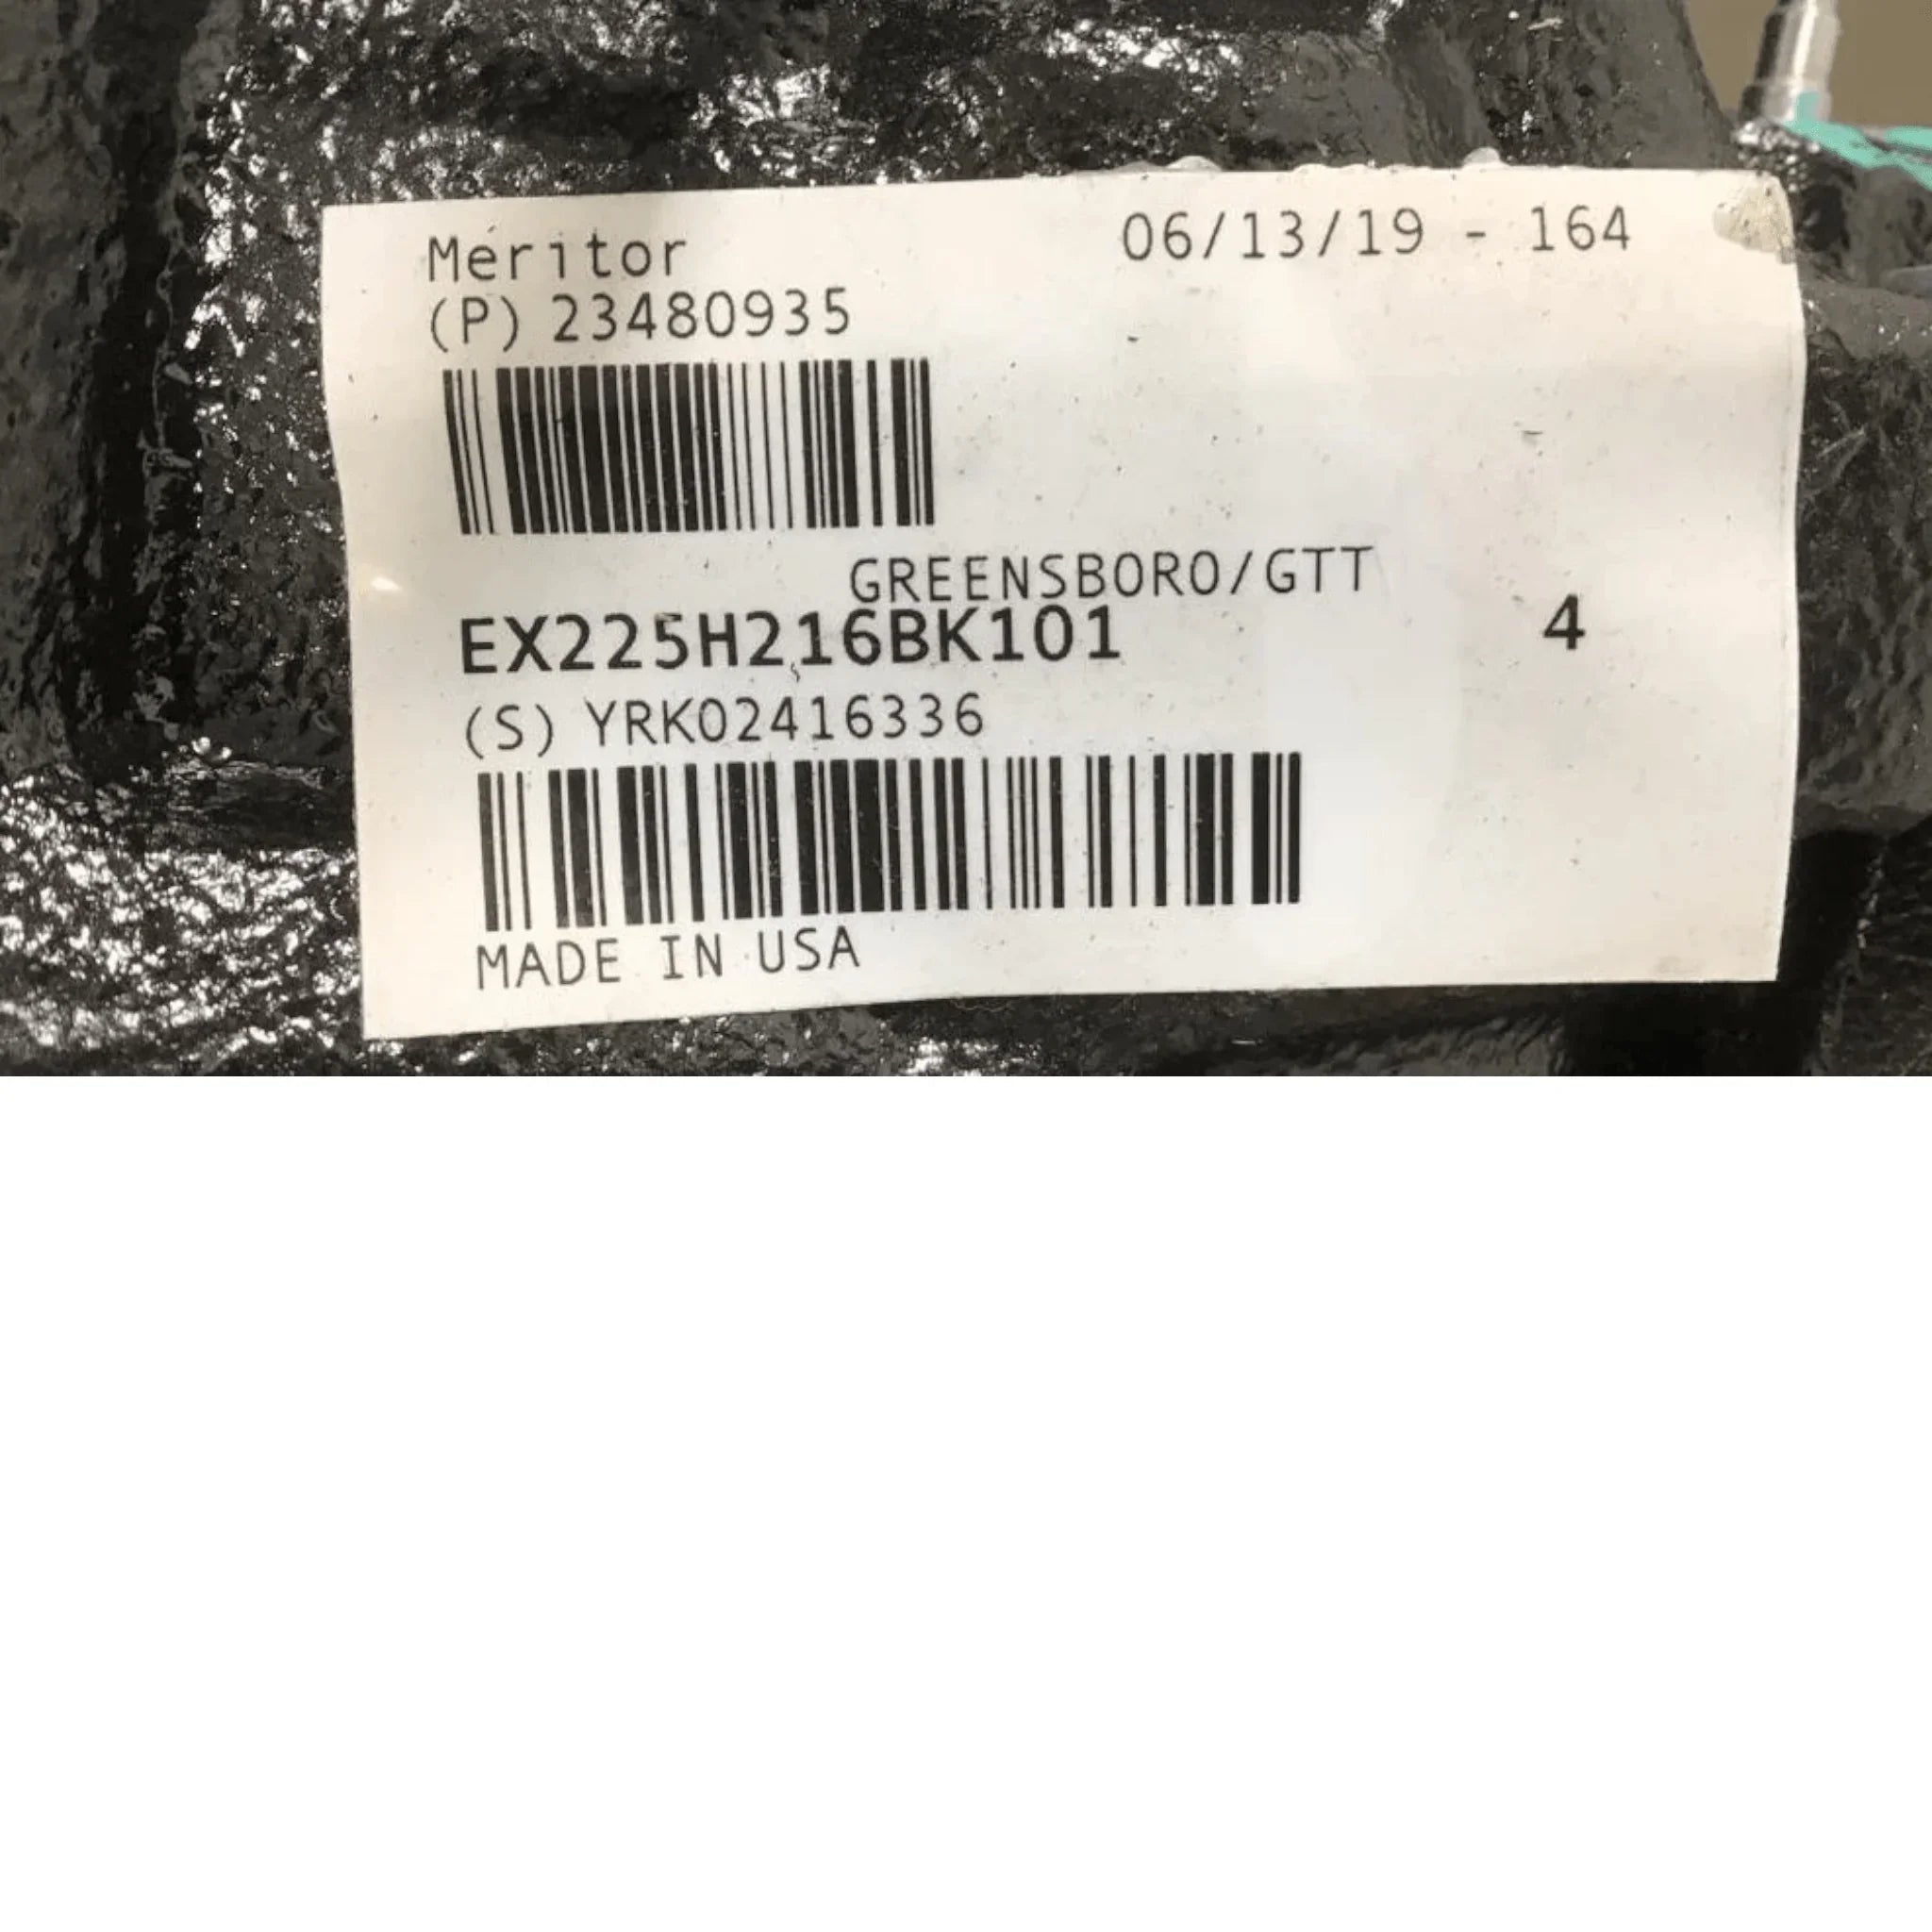 Meritor 06/13/19 - 164
(P) 23480935
GREENSBORO/GTT
EX225H216BK101 4
(S) YRK02416336
MADE IN USA